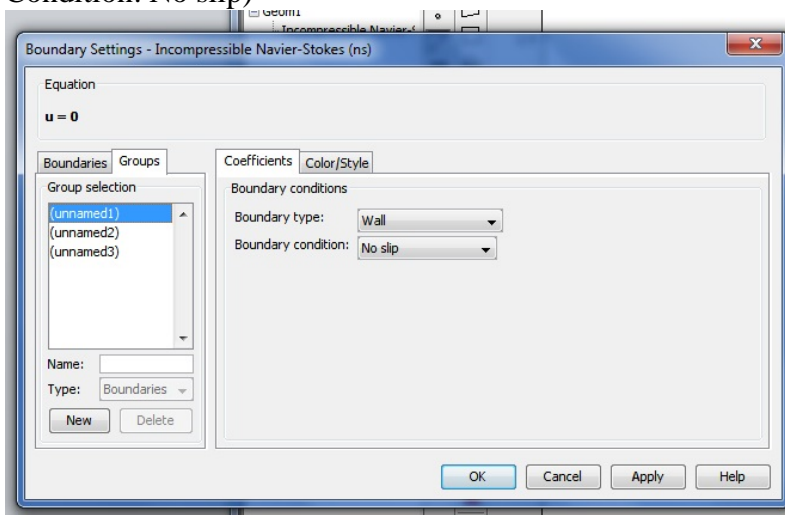 Condition: No slip)
Geom1
Incompressible Navier-S
Boundary Settings - Incompressible Navier-Stokes (ns)
Equation
u = 0
Boundaries Groups
Coefficients Color/Style
Group selection
Boundary conditions
(unnamed1)
Boundary type: Wall
(unnamed2)
Boundary condition: No slip
(unnamed3)
Name:
Type: Boundaries
New Delete
OK Cancel Apply Help